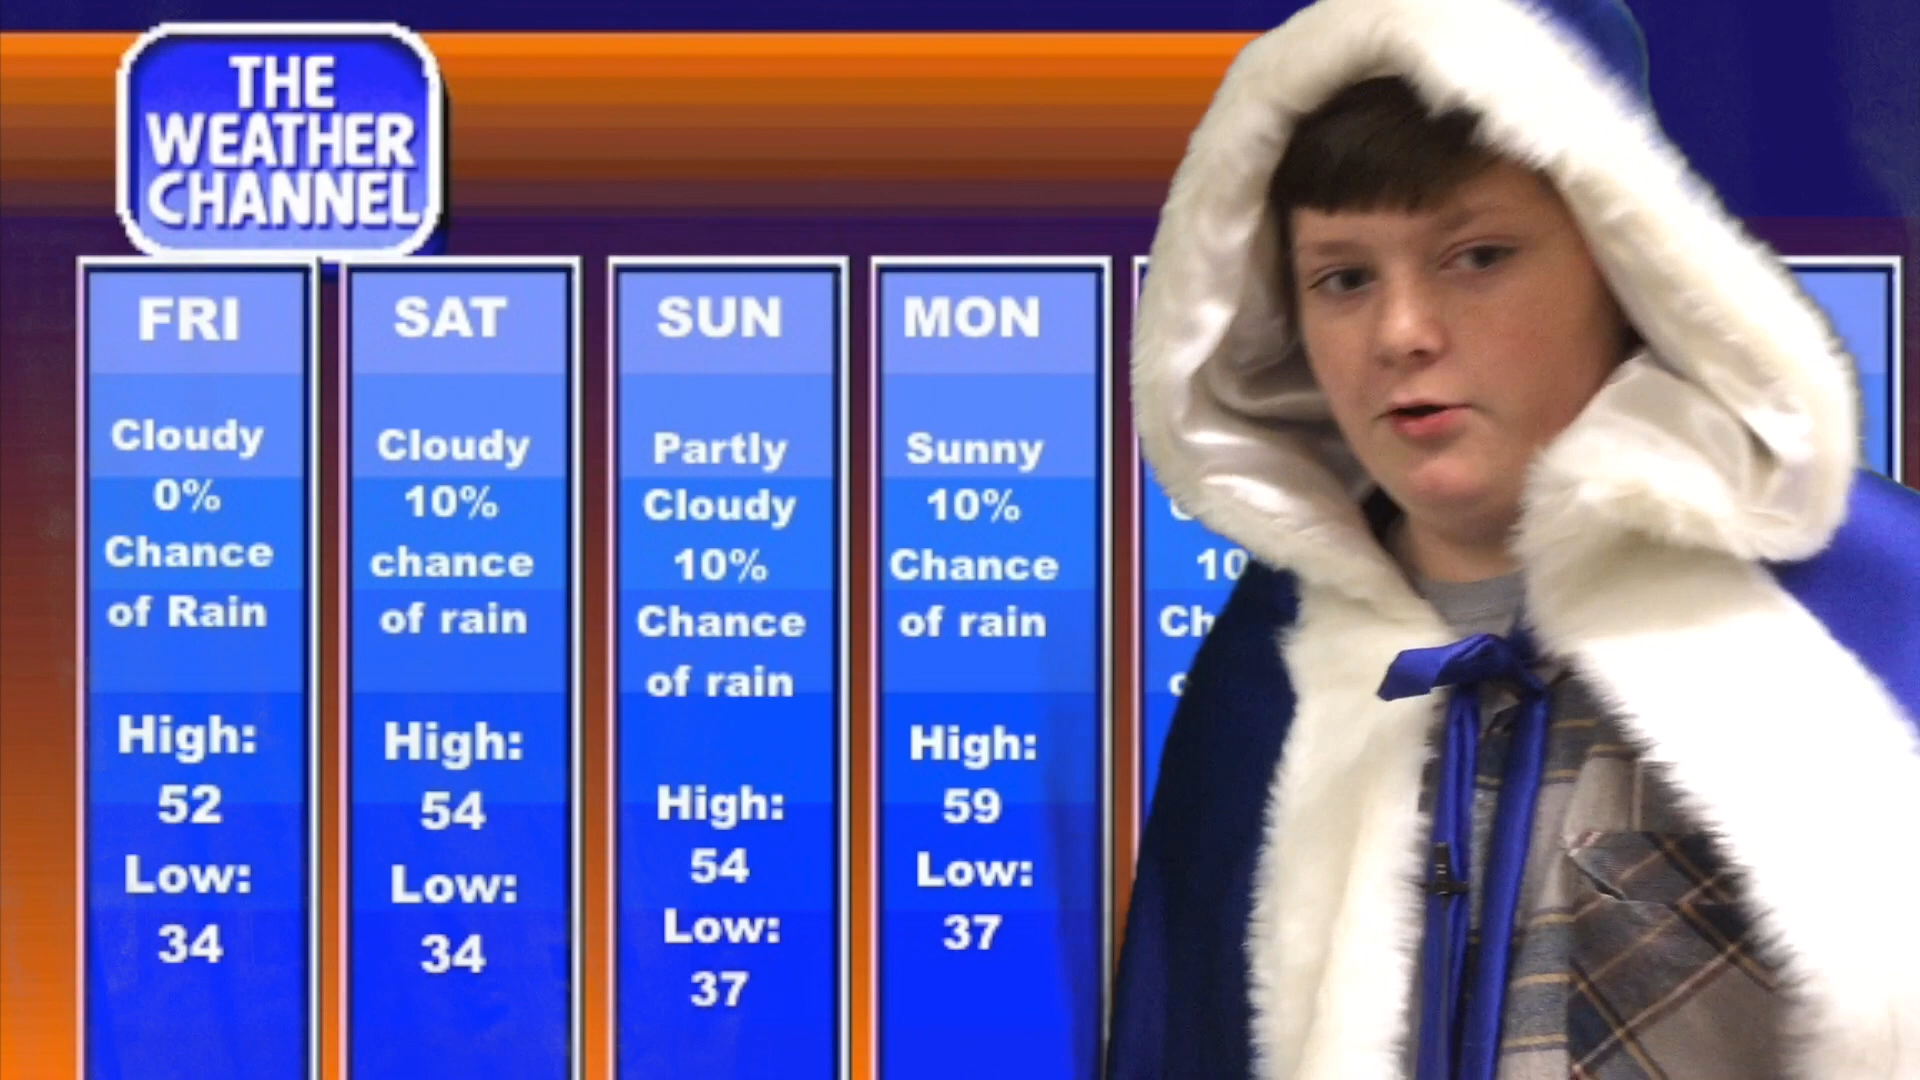 THE
WEATHER
CHANNEL
FRI
Cloudy
0%
Chance
of Rain
High:
52
Low:
34
SAT
Cloudy
10%
chance
of rain
High:
54
Low:
34
SUN
Partly
Cloudy
10%
Chance
of rain
High:
54
Low:
37
MON
Sunny
10%
Chance
of rain
High:
59
Low:
37
10
Ch